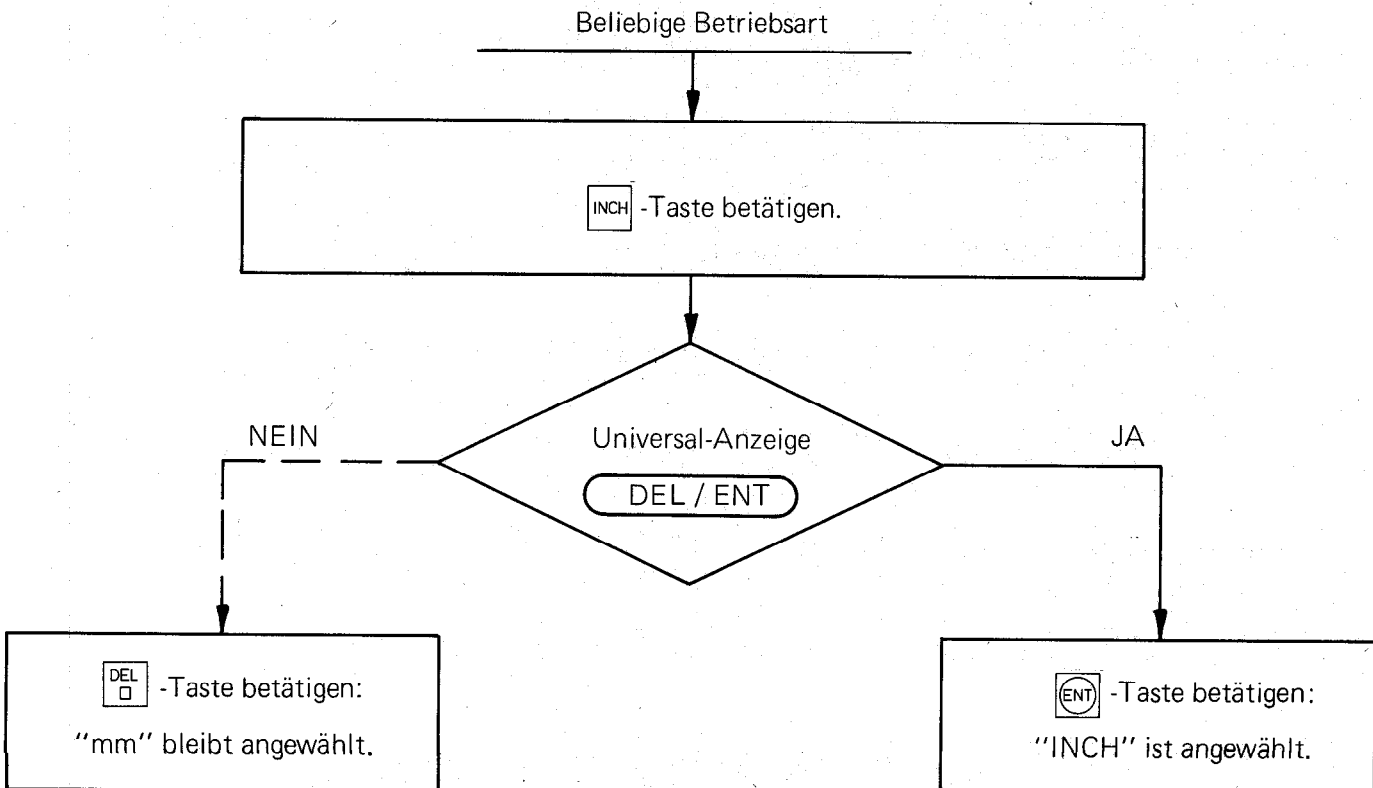 Beliebige Betriebsart
INCH -Taste betätigen.
NEIN
Universal-Anzeige
JA
DEL / ENT
DEL -Taste betätigen:
"mm" bleibt angewählt.
ENT -Taste betätigen:
"INCH" ist angewählt.